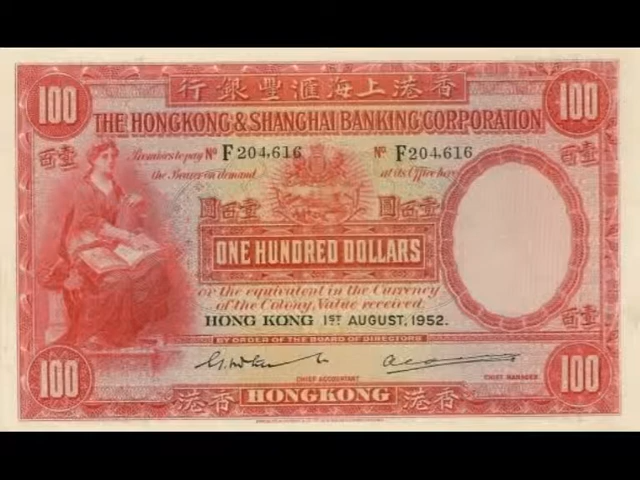 行銀豐滙海上港香
100 100
THE HONGKONG & SHANGHAI BANKING CORPORATION
壹百 Promises to pay Nº F 204,616 Nº F 204,616 壹百
the Bearer on demand at its Office here
圓百壹 圓百壹
ONE HUNDRED DOLLARS
or the equivalent in the Currency
of the Colony, Value received.
HONG KONG 1ST AUGUST, 1952.
壹百 BY ORDER OF THE BOARD OF DIRECTORS
CHIEF ACCOUNTANT CHIEF MANAGER
100 港香 HONGKONG 港香 100